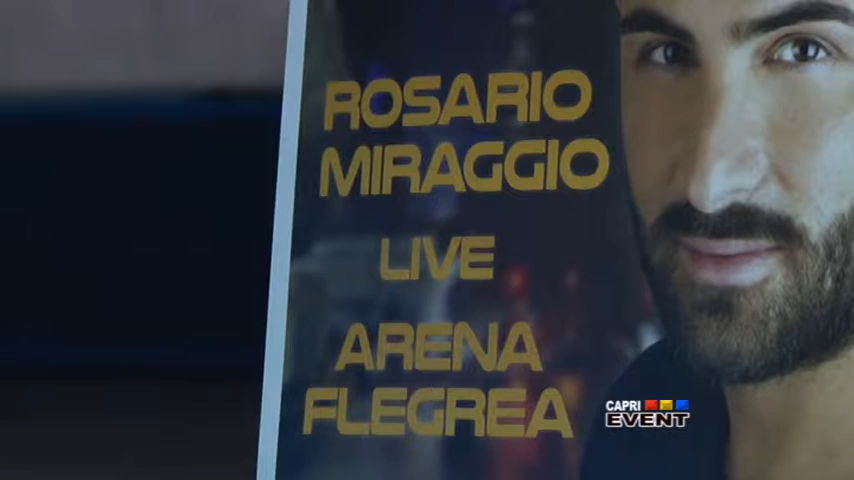 ROSARIO
MIRAGGIO
LIVE
ARENA
FLEGREA
CAPRI
EVENT